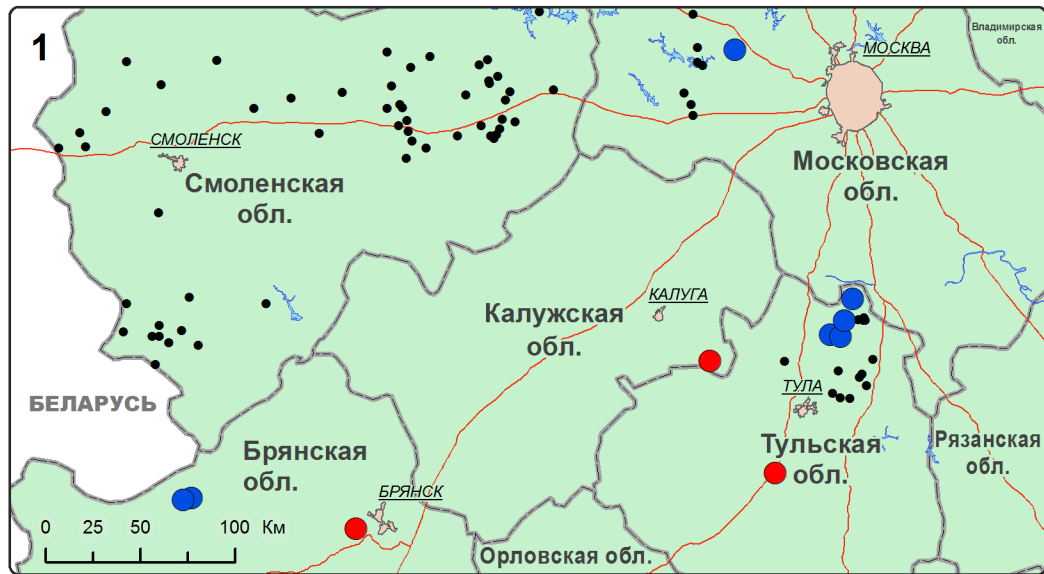 1
Владимирская
обл.
МОСКВА
СМОЛЕНСК
Смоленская
обл.
Московская
обл.
КАЛУГА
Калужская
обл.
БЕЛАРУСЬ
ТУЛА
Тульская
обл.
Рязанская
обл.
Брянская
обл.
БРЯНСК
Орловская обл.
0 25 50 100 Км